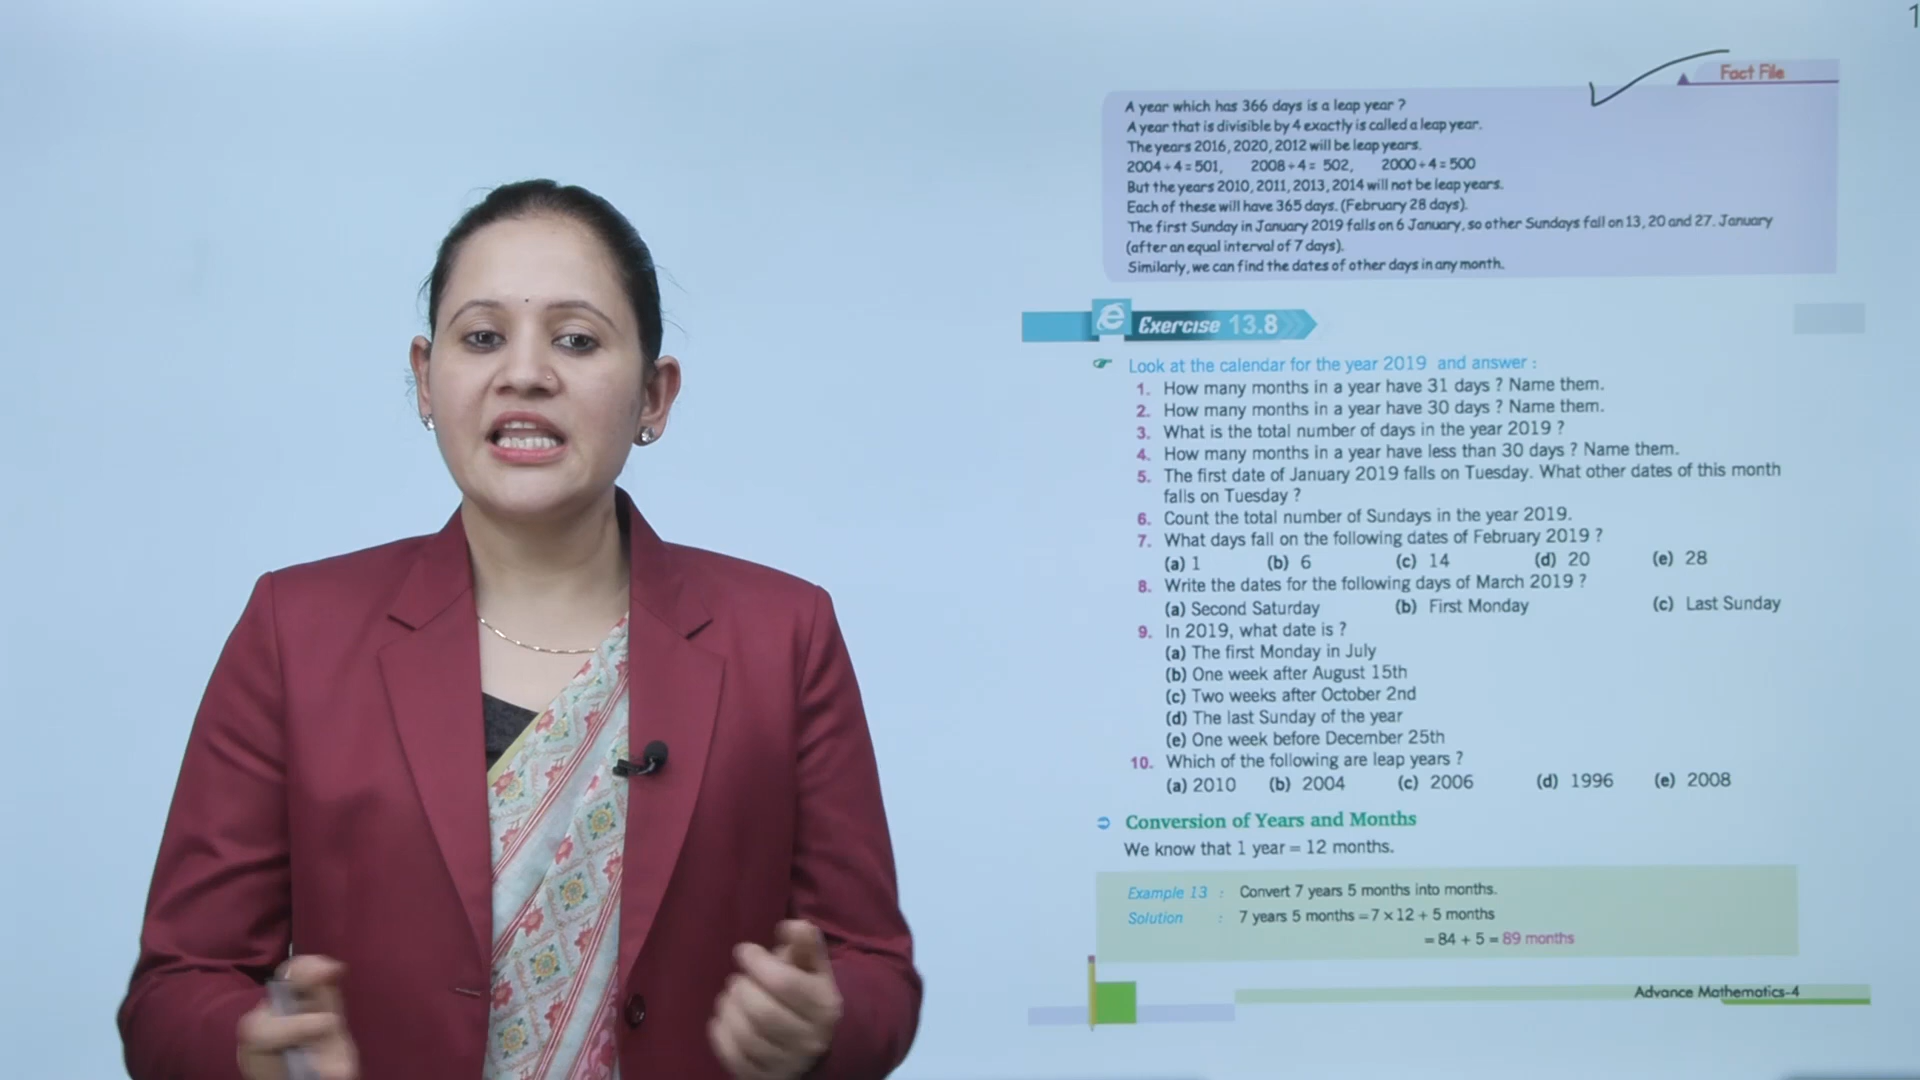 1
Fact File
A year which has 366 days is a leap year ?
A year that is divisible by 4 exactly is called a leap year.
The years 2016, 2020, 2012 will be leap years.
2004÷4=501, 2008÷4= 502, 2000÷4=500
But the years 2010, 2011, 2013, 2014 will not be leap years.
Each of these will have 365 days. (February 28 days).
The first Sunday in January 2019 falls on 6 January, so other Sundays fall on 13, 20 and 27. January
(after an equal interval of 7 days).
Similarly, we can find the dates of other days in any month.
e Exercise 13.8
Look at the calendar for the year 2019 and answer :
1. How many months in a year have 31 days ? Name them.
2. How many months in a year have 30 days ? Name them.
3. What is the total number of days in the year 2019 ?
4. How many months in a year have less than 30 days ? Name them.
5. The first date of January 2019 falls on Tuesday. What other dates of this month
falls on Tuesday ?
6. Count the total number of Sundays in the year 2019.
7. What days fall on the following dates of February 2019 ?
(a) 1 (b) 6 (c) 14 (d) 20 (e) 28
8. Write the dates for the following days of March 2019 ?
(a) Second Saturday (b) First Monday (c) Last Sunday
9. In 2019, what date is ?
(a) The first Monday in July
(b) One week after August 15th
(c) Two weeks after October 2nd
(d) The last Sunday of the year
(e) One week before December 25th
10. Which of the following are leap years ?
(a) 2010 (b) 2004 (c) 2006 (d) 1996 (e) 2008
Conversion of Years and Months
We know that 1 year = 12 months.
Example 13 : Convert 7 years 5 months into months.
Solution : 7 years 5 months = 7 × 12 + 5 months
= 84 + 5 = 89 months
Advance Mathematics-4